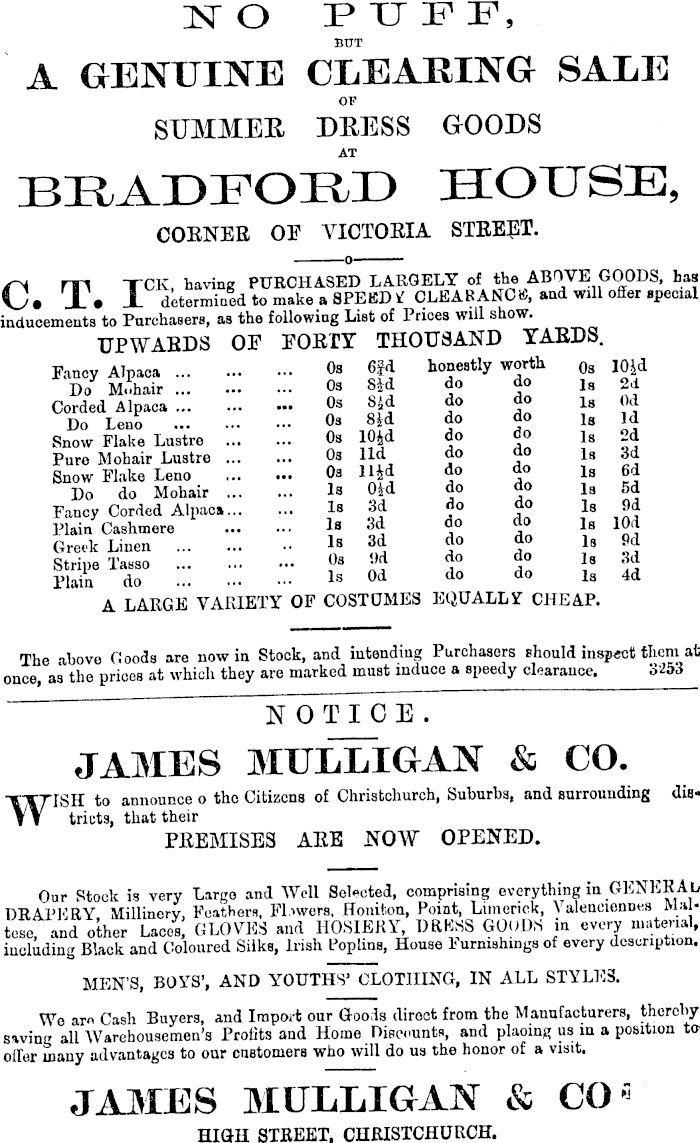 NO PUFF,
BUT
A GENUINE CLEARING SALE
OF
SUMMER DRESS GOODS
AT
BRADFORD HOUSE,
CORNER OF VICTORIA STREET.
C. T. ICK, having PURCHASED LARGELY of the ABOVE GOODS, has
determined to make a SPEEDY CLEARANCE, and will offer special
inducements to Purchasers, as the following List of Prices will show.
UPWARDS OF FORTY THOUSAND YARDS.
Fancy Alpaca ... ... ... 0s 6¾d honestly worth 0s 10½d
Do Mohair ... ... ... 0s 8½d do do 1s 2d
Corded Alpaca ... ... ... 0s 8½d do do 1s 0d
Do Leno ... ... ... 0s 8½d do do 1s 1d
Snow Flake Lustre ... ... 0s 10½d do do 1s 2d
Pure Mohair Lustre ... ... 0s 11d do do 1s 3d
Snow Flake Leno ... ... 0s 11½d do do 1s 6d
Do do Mohair ... ... 1s 0½d do do 1s 5d
Fancy Corded Alpaca... ... 1s 3d do do 1s 9d
Plain Cashmere ... ... 1s 3d do do 1s 10d
Greek Linen ... ... .. 1s 3d do do 1s 9d
Stripe Tasso ... ... ... 0s 9d do do 1s 3d
Plain do ... ... ... 1s 0d do do 1s 4d
A LARGE VARIETY OF COSTUMES EQUALLY CHEAP.
The above Goods are now in Stock, and intending Purchasers should inspect them at
once, as the prices at which they are marked must induce a speedy clearance. 3253
NOTICE.
JAMES MULLIGAN & CO.
WISH to announce o the Citizens of Christchurch, Suburbs, and surrounding dis-
tricts, that their
PREMISES ARE NOW OPENED.
Our Stock is very Large and Well Selected, comprising everything in GENERAL
DRAPERY, Millinery, Feathers, Flowers, Honiton, Point, Limerick, Valenciennes Mal-
tese, and other Laces, GLOVES and HOSIERY, DRESS GOODS in every material,
including Black and Coloured Silks, Irish Poplins, House Furnishings of every description.
MEN'S, BOYS', AND YOUTHS' CLOTHING, IN ALL STYLES.
We are Cash Buyers, and Import our Goods direct from the Manufacturers, thereby
saving all Warehousemen's Profits and Home Discounts, and placing us in a position to
offer many advantages to our customers who will do us the honor of a visit.
JAMES MULLIGAN & CO
HIGH STREET, CHRISTCHURCH.